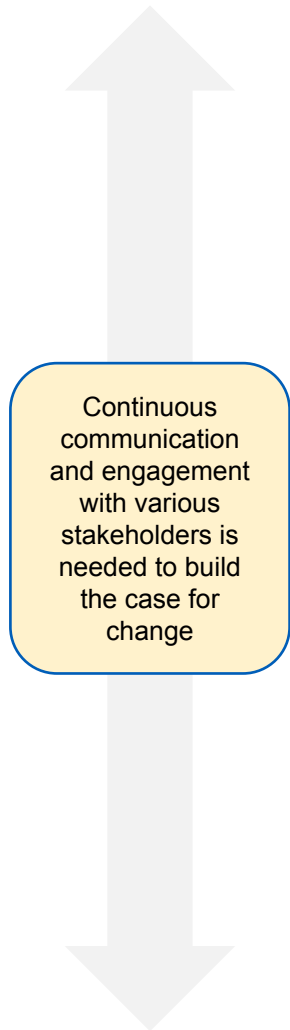 Continuous
communication
and engagement
with various
stakeholders is
needed to build
the case for
change